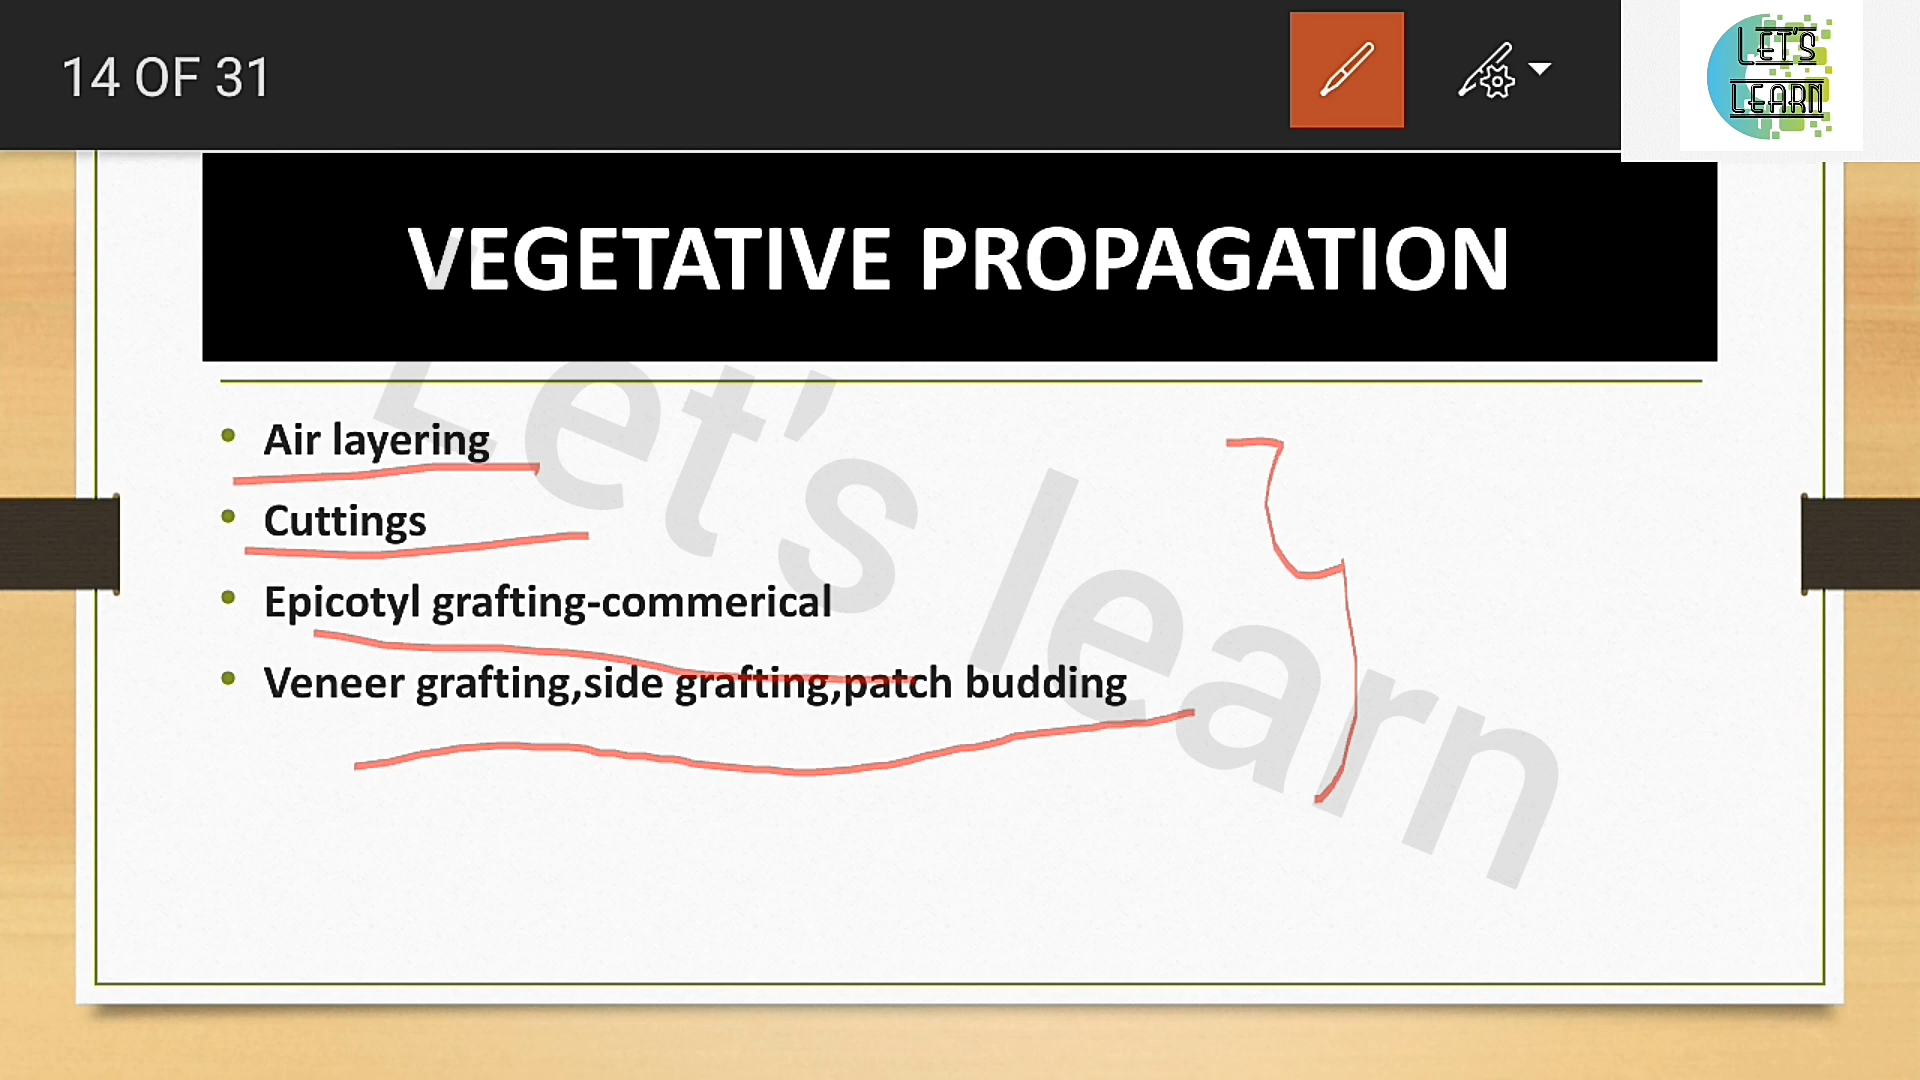 14 OF 31
LET'S
LEARN
VEGETATIVE PROPAGATION
Let's learn
• Air layering
• Cuttings
• Epicotyl grafting-commerical
• Veneer grafting,side grafting,patch budding